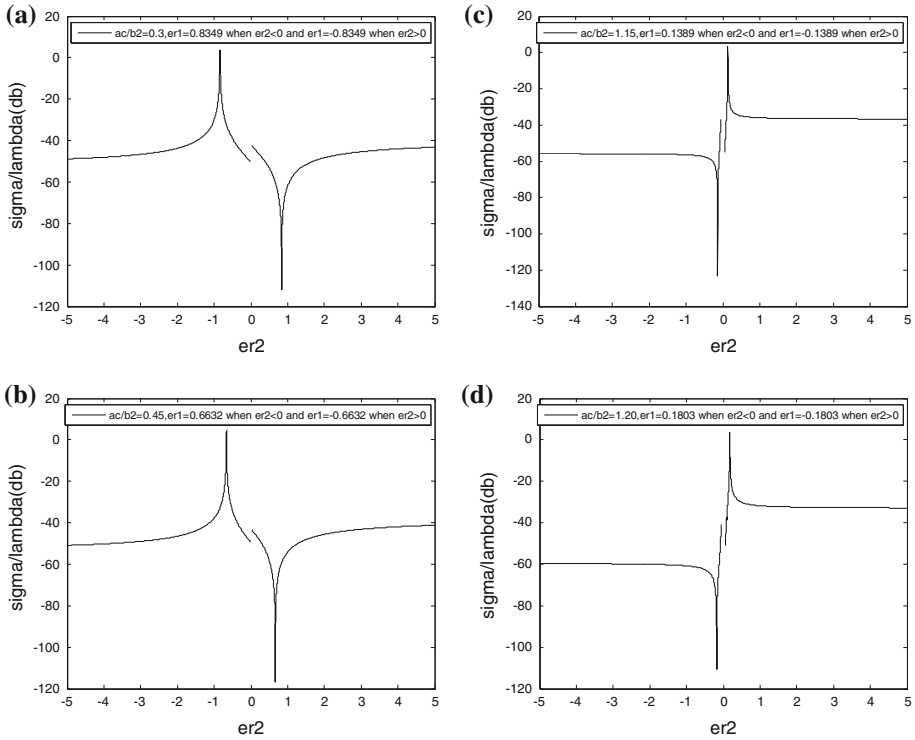 (a)
ac/b2=0.3,er1=0.8349 when er2<0 and er1=-0.8349 when er2>0
sigma/lambda(db)
20
0
-20
-40
-60
-80
-100
-120
-5 -4 -3 -2 -1 0 1 2 3 4 5
er2
(c)
ac/b2=1.15,er1=0.1389 when er2<0 and er1=-0.1389 when er2>0
sigma/lambda(db)
20
0
-20
-40
-60
-80
-100
-120
-140
-5 -4 -3 -2 -1 0 1 2 3 4 5
er2
(b)
ac/b2=0.45,er1=0.6632 when er2<0 and er1=-0.6632 when er2>0
sigma/lambda(db)
20
0
-20
-40
-60
-80
-100
-120
-5 -4 -3 -2 -1 0 1 2 3 4 5
er2
(d)
ac/b2=1.20,er1=0.1803 when er2<0 and er1=-0.1803 when er2>0
sigma/lambda(db)
20
0
-20
-40
-60
-80
-100
-120
-5 -4 -3 -2 -1 0 1 2 3 4 5
er2